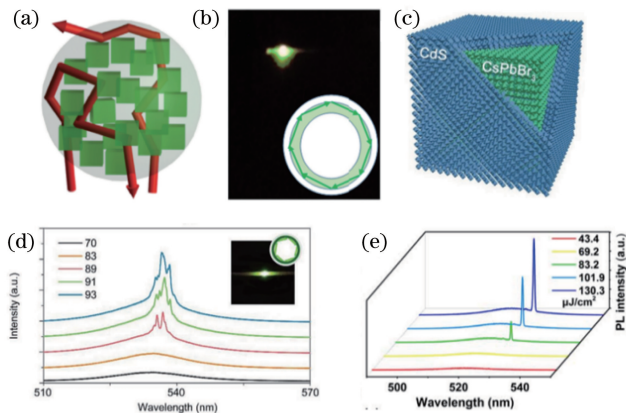 (a)
(b)
(c)
CdS
CsPbBr3
(d)
70
83
89
91
93
Intensity (a.u.)
510
540
570
Wavelength (nm)
(e)
43.4
69.2
83.2
101.9
130.3
μJ/cm²
PL intensity (a.u.)
500
520
540
Wavelength (nm)